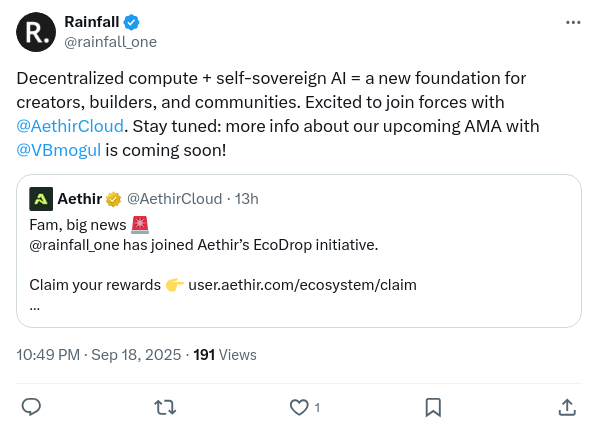 Rainfall
@rainfall_one
Decentralized compute + self-sovereign AI = a new foundation for
creators, builders, and communities. Excited to join forces with
@AethirCloud. Stay tuned: more info about our upcoming AMA with
@VBmogul is coming soon!
Aethir @AethirCloud · 13h
Fam, big news 🚨
@rainfall_one has joined Aethir’s EcoDrop initiative.
Claim your rewards 👉 user.aethir.com/ecosystem/claim
...
10:49 PM · Sep 18, 2025 · 191 Views
1